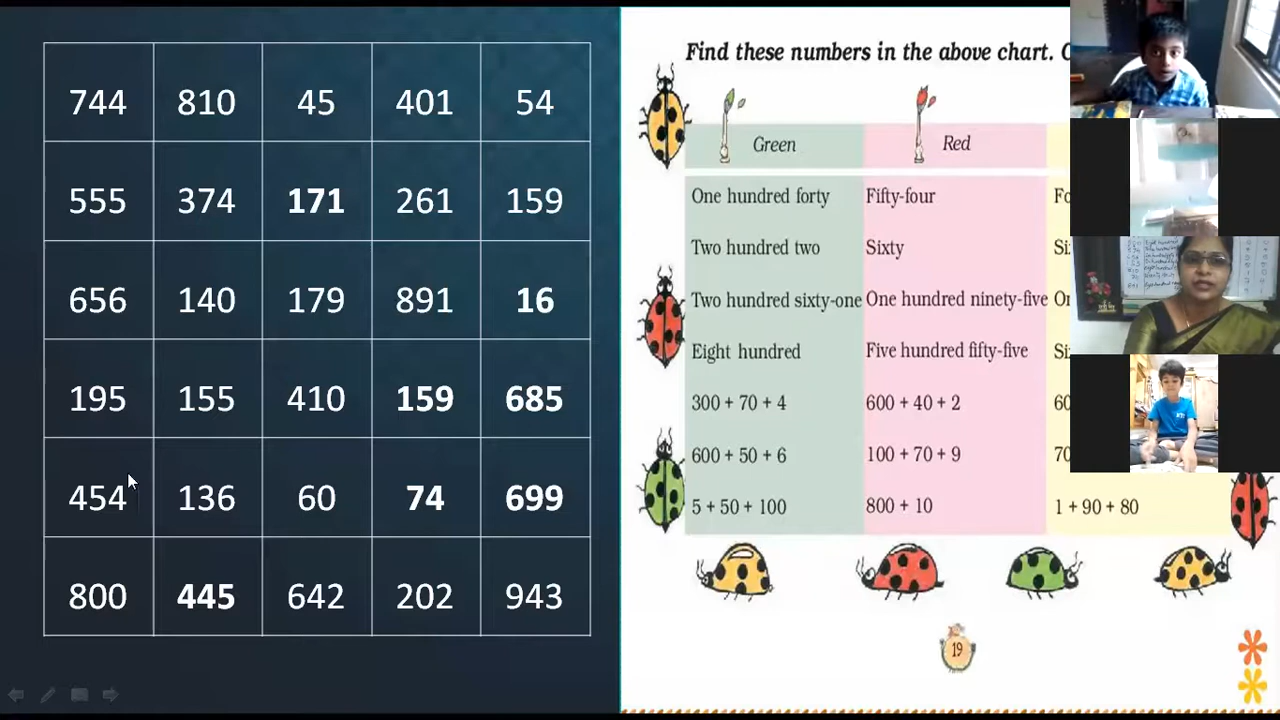 744 810 45 401 54
555 374 171 261 159
656 140 179 891 16
195 155 410 159 685
454 136 60 74 699
800 445 642 202 943
Find these numbers in the above chart.
Green Red
One hundred forty Fifty-four
Two hundred two Sixty
Two hundred sixty-one One hundred ninety-five
Eight hundred Five hundred fifty-five
300 + 70 + 4 600 + 40 + 2
600 + 50 + 6 100 + 70 + 9
5 + 50 + 100 800 + 10 1 + 90 + 80
19